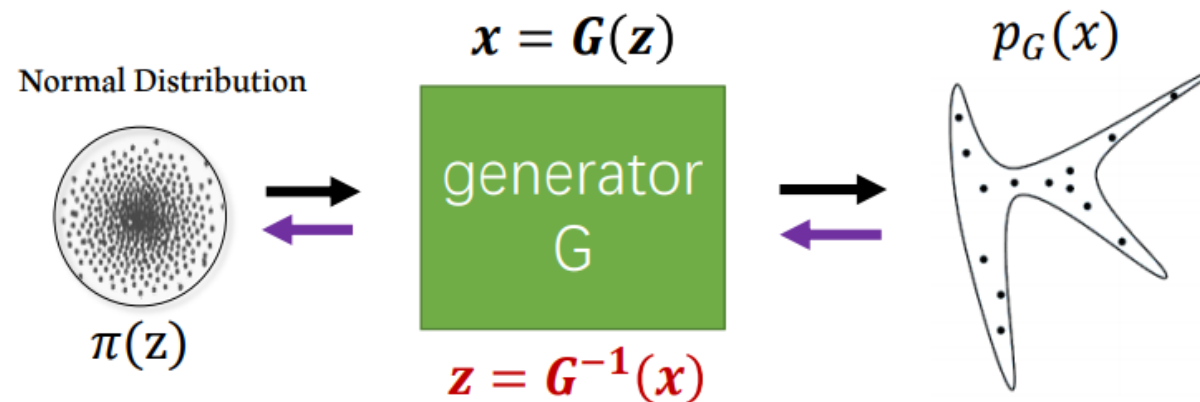 x = G(z)
p_G(x)
Normal Distribution
generator
G
π(z)
z = G⁻¹(x)